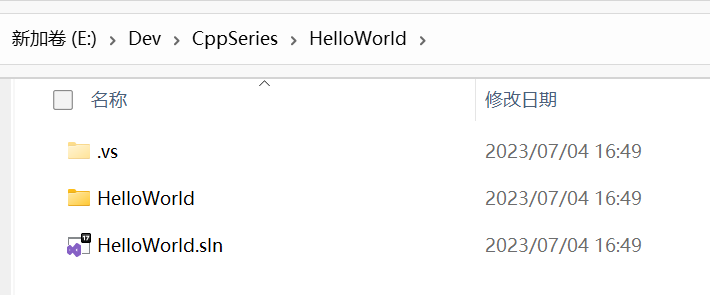 新加卷 (E:) > Dev > CppSeries > HelloWorld >
名称 修改日期
.vs 2023/07/04 16:49
HelloWorld 2023/07/04 16:49
17
HelloWorld.sln 2023/07/04 16:49